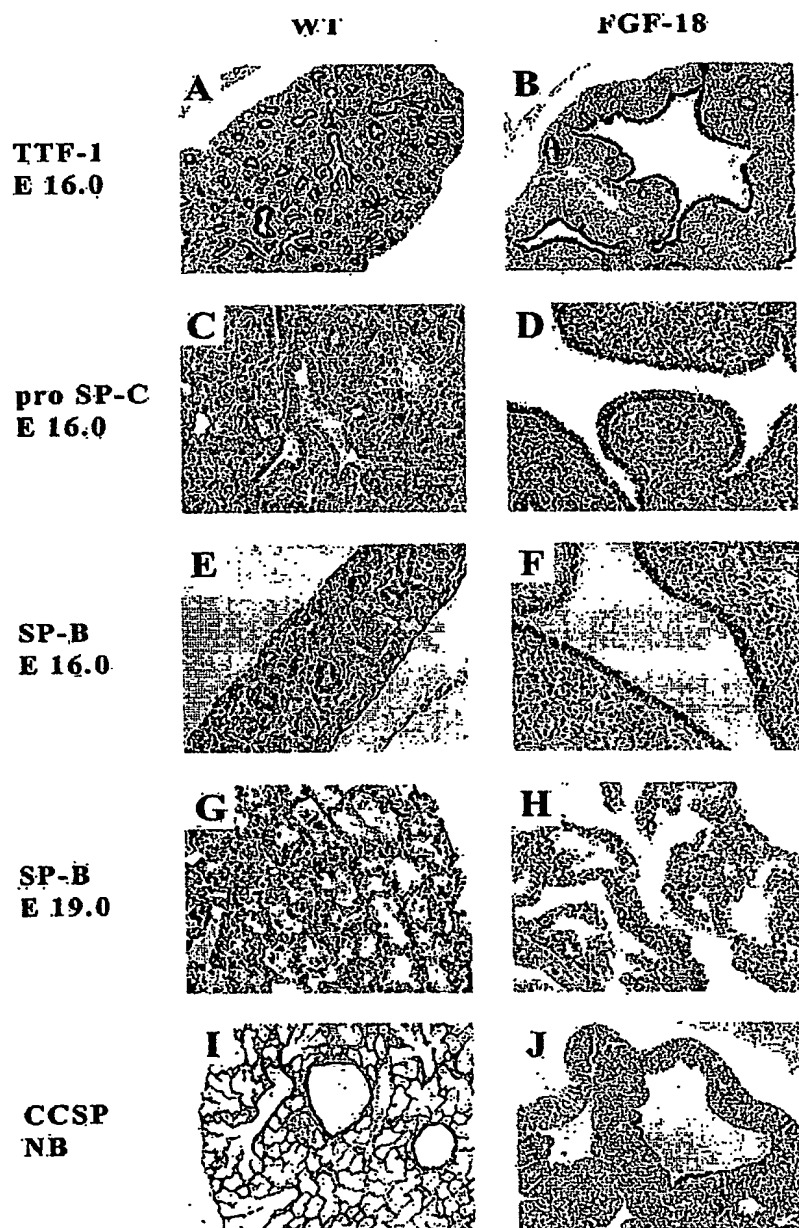 WT FGF-18
A B
TTF-1
E 16.0
C D
pro SP-C
E 16.0
E F
SP-B
E 16.0
G H
SP-B
E 19.0
I J
CCSP
NB